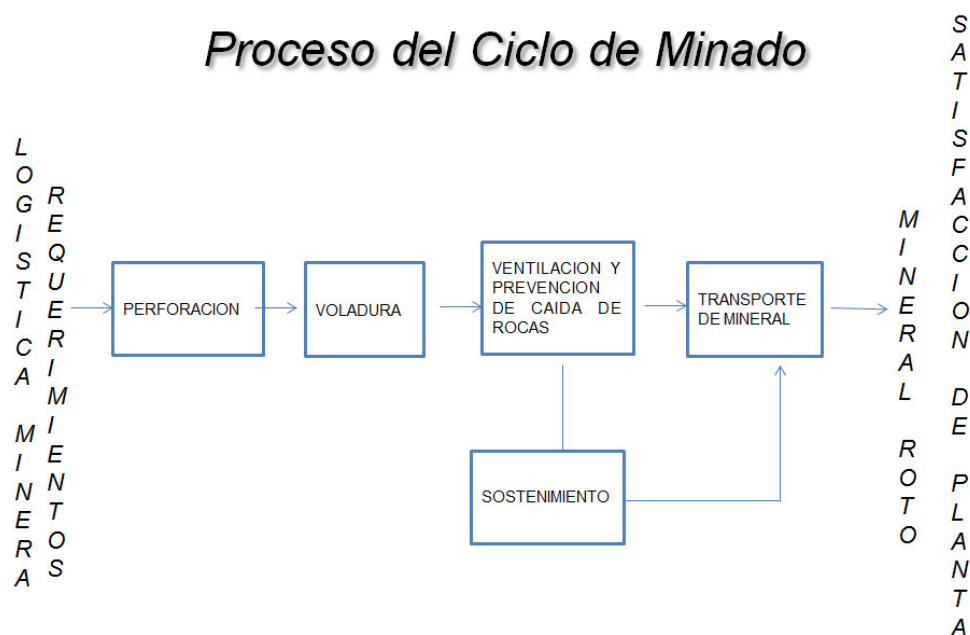 Proceso del Ciclo de Minado
LOGISTICA MINERA
REQUERIMIENTOS
PERFORACION
VOLADURA
VENTILACION Y
PREVENCION
DE CAIDA DE
ROCAS
TRANSPORTE
DE MINERAL
SOSTENIMIENTO
MINERAL ROTO
SATISFACCION DE PLANTA